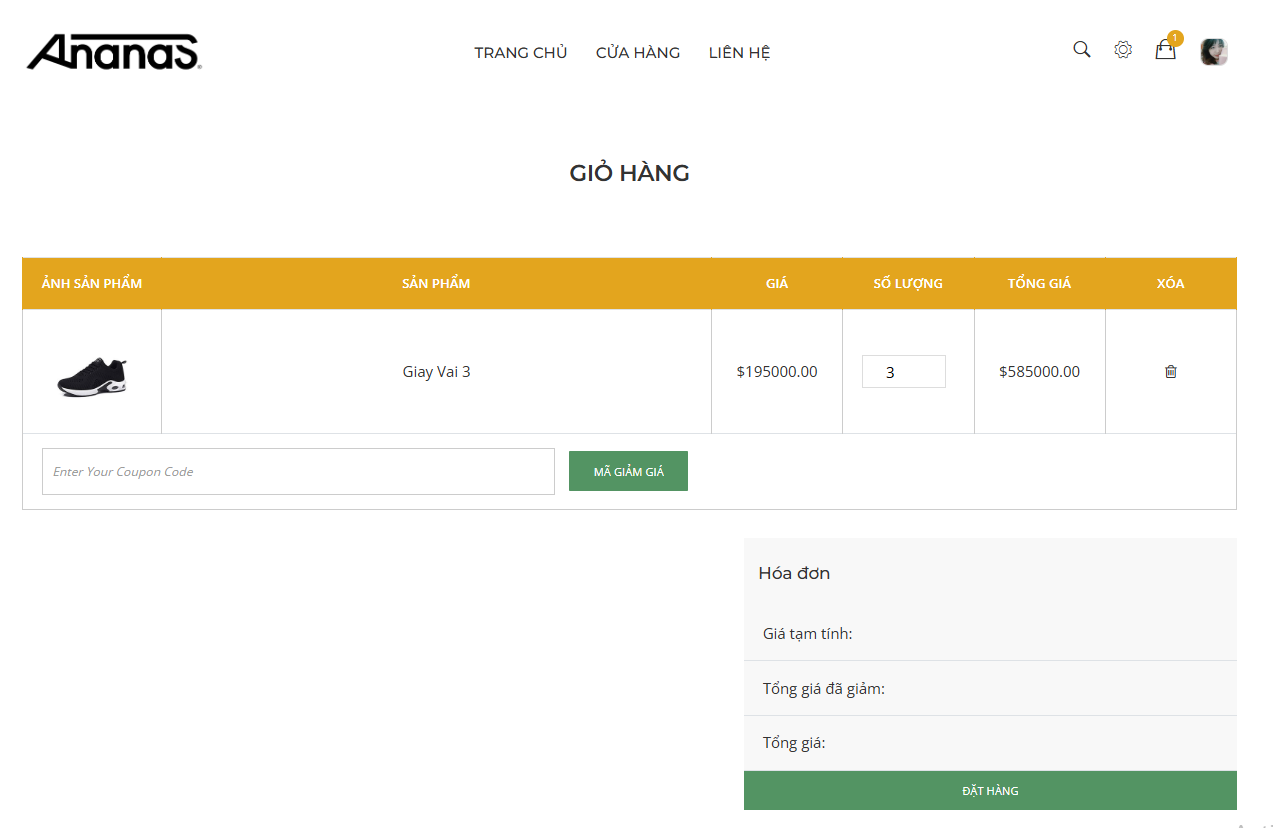 Ananas
TRANG CHỦ CỬA HÀNG LIÊN HỆ
1
GIỎ HÀNG
ẢNH SẢN PHẨM SẢN PHẨM GIÁ SỐ LƯỢNG TỔNG GIÁ XÓA
Giay Vai 3 $195000.00 3 $585000.00
Enter Your Coupon Code MÃ GIẢM GIÁ
Hóa đơn
Giá tạm tính:
Tổng giá đã giảm:
Tổng giá:
ĐẶT HÀNG